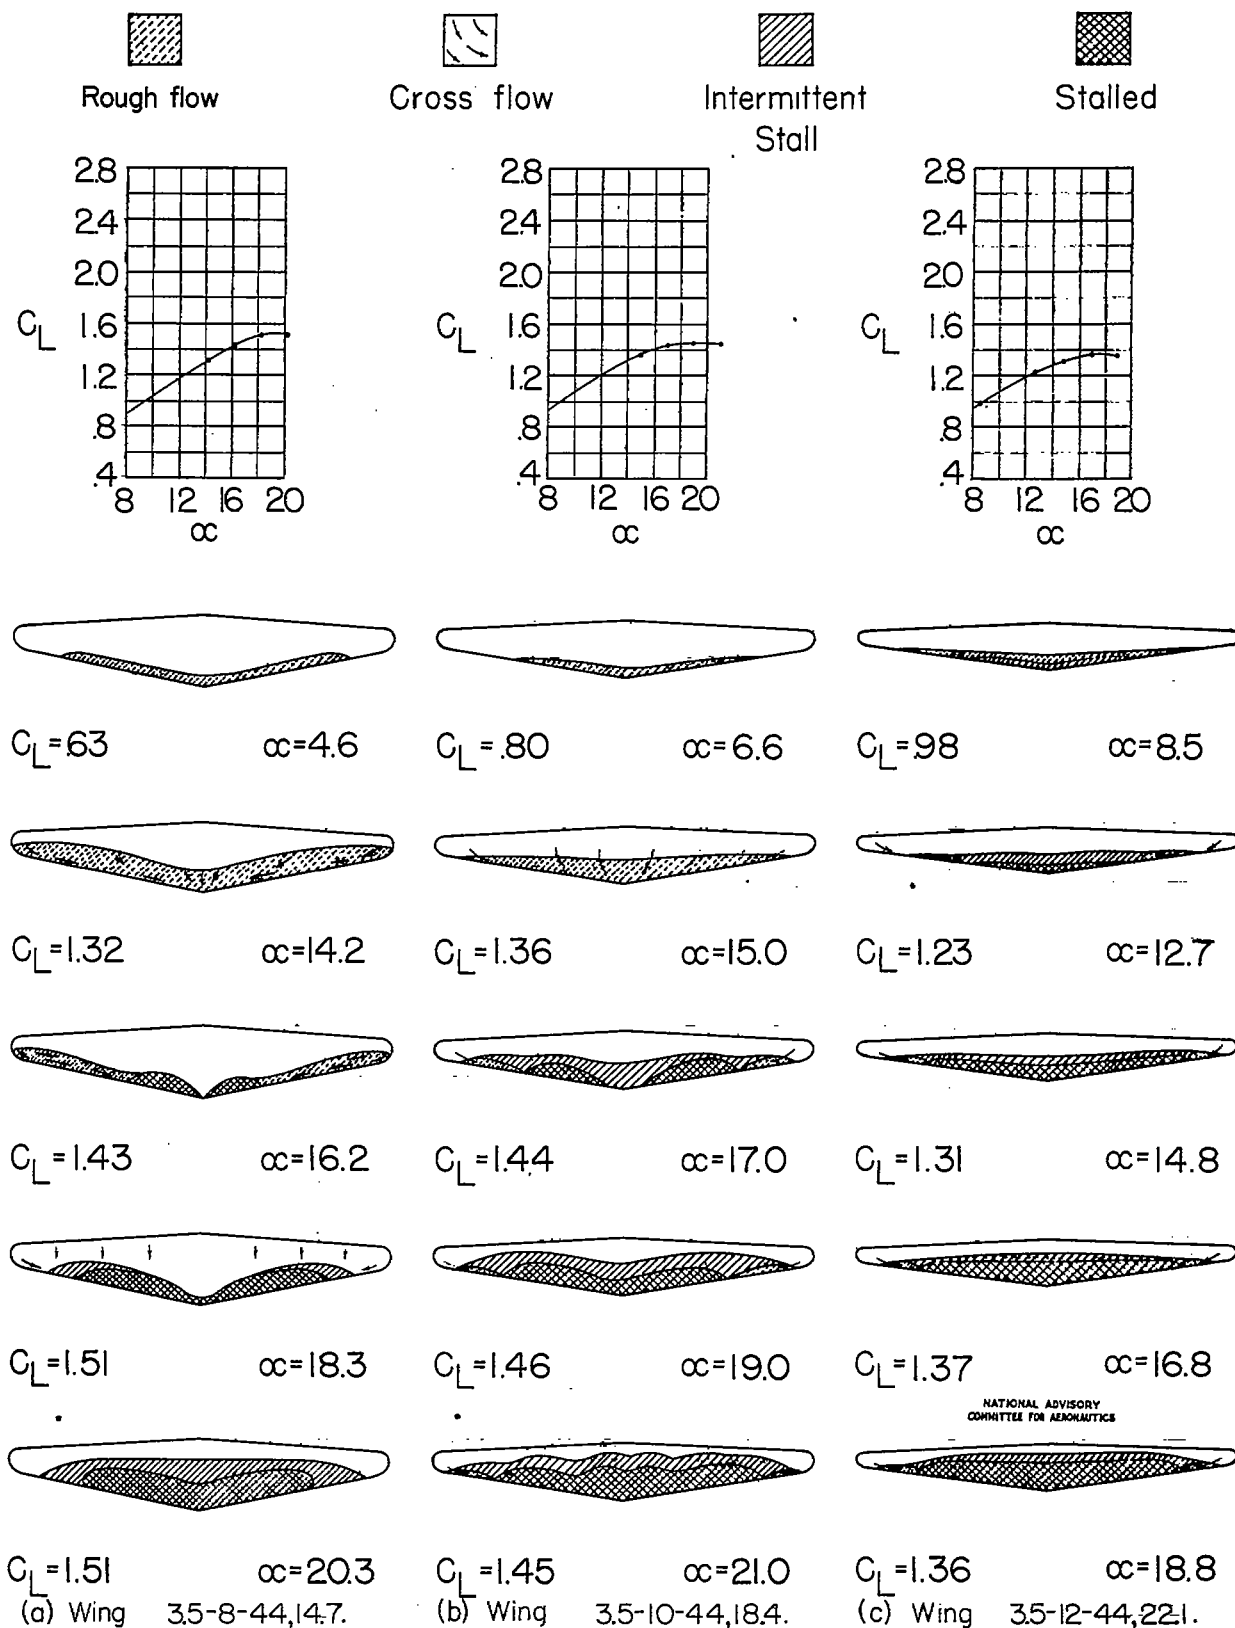 Rough flow Cross flow Intermittent Stall Stalled
2.8 2.4 2.0 1.6 1.2 .8 .4
C_L
8 12 16 20
∝
2.8 2.4 2.0 1.6 1.2 .8 .4
C_L
8 12 16 20
∝
2.8 2.4 2.0 1.6 1.2 .8 .4
C_L
8 12 16 20
∝
C_L=.63 ∝=4.6 C_L=.80 ∝=6.6 C_L=.98 ∝=8.5
C_L=1.32 ∝=14.2 C_L=1.36 ∝=15.0 C_L=1.23 ∝=12.7
C_L=1.43 ∝=16.2 C_L=1.44 ∝=17.0 C_L=1.31 ∝=14.8
C_L=1.51 ∝=18.3 C_L=1.46 ∝=19.0 C_L=1.37 ∝=16.8
NATIONAL ADVISORY
COMMITTEE FOR AERONAUTICS
C_L=1.51 ∝=20.3 C_L=1.45 ∝=21.0 C_L=1.36 ∝=18.8
(a) Wing 3.5-8-44,14.7. (b) Wing 3.5-10-44,18.4. (c) Wing 3.5-12-44,22.1.